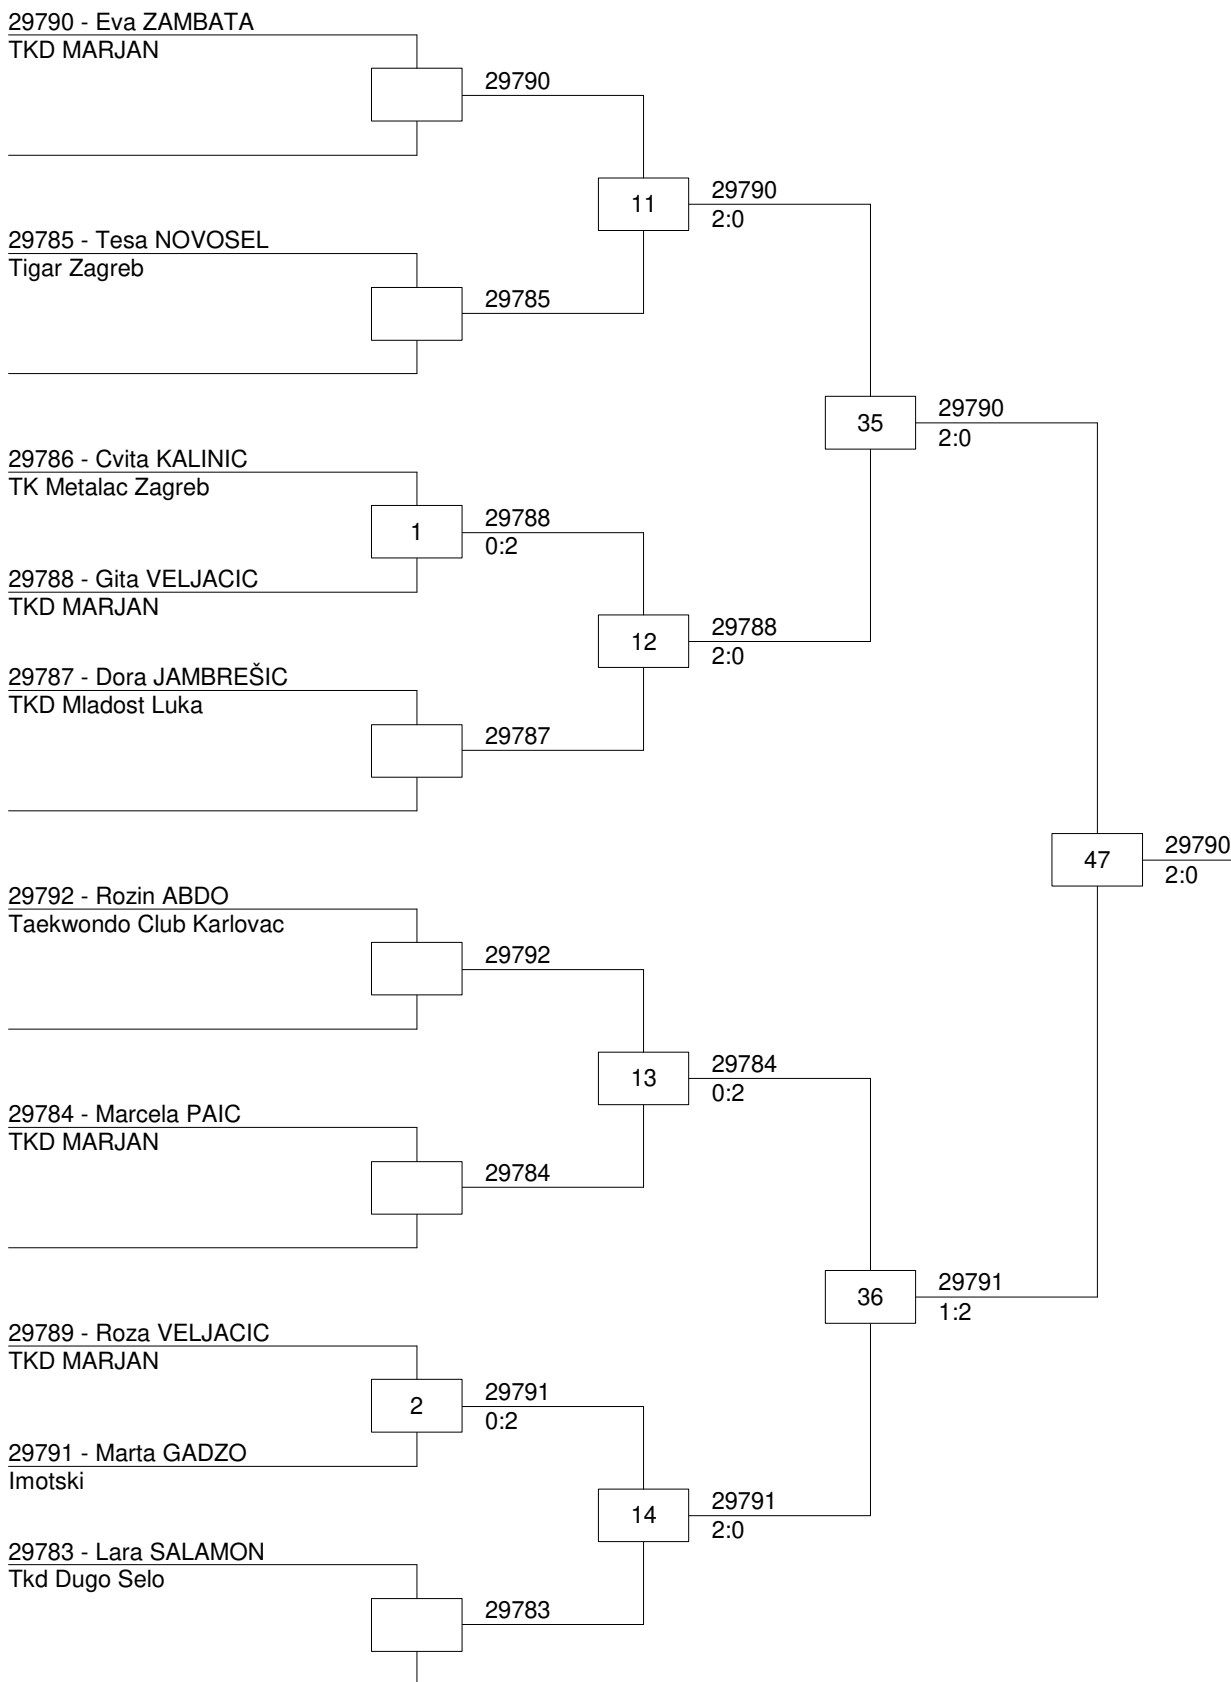 29790 - Eva ZAMBATA
TKD MARJAN
29790
11
29790
2:0
29785 - Tesa NOVOSEL
Tigar Zagreb
29785
35
29790
2:0
29786 - Cvita KALINIC
TK Metalac Zagreb
1
29788
0:2
29788 - Gita VELJACIC
TKD MARJAN
12
29788
2:0
29787 - Dora JAMBREŠIC
TKD Mladost Luka
29787
47
29790
2:0
29792 - Rozin ABDO
Taekwondo Club Karlovac
29792
13
29784
0:2
29784 - Marcela PAIC
TKD MARJAN
29784
36
29791
1:2
29789 - Roza VELJACIC
TKD MARJAN
2
29791
0:2
29791 - Marta GADZO
Imotski
14
29791
2:0
29783 - Lara SALAMON
Tkd Dugo Selo
29783